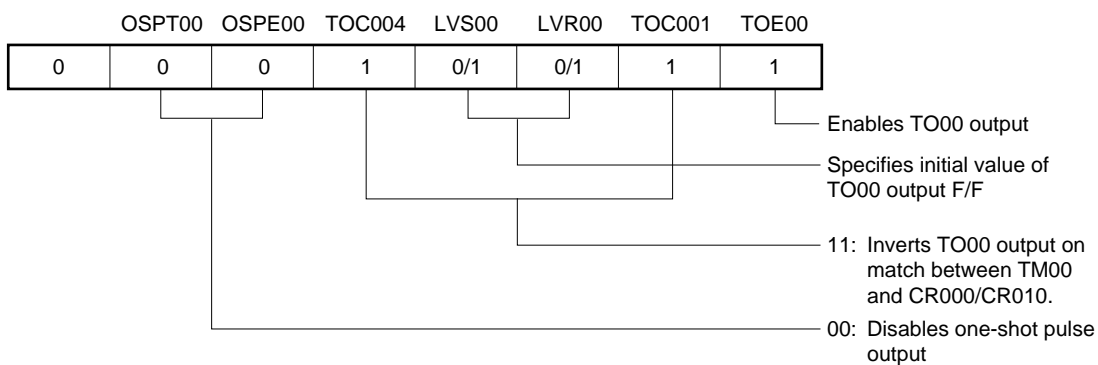 OSPT00 OSPE00 TOC004 LVS00 LVR00 TOC001 TOE00
0 0 0 1 0/1 0/1 1 1
Enables TO00 output
Specifies initial value of
TO00 output F/F
11: Inverts TO00 output on
match between TM00
and CR000/CR010.
00: Disables one-shot pulse
output